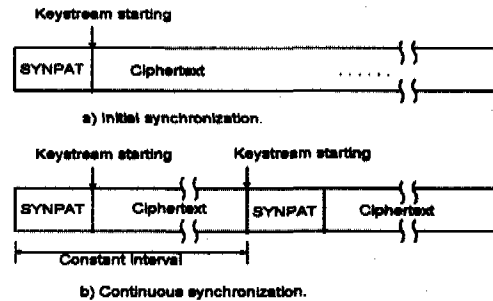 Keystream starting
SYNPAT Ciphertext ......
a) Initial synchronization.
Keystream starting Keystream starting
SYNPAT Ciphertext SYNPAT Ciphertext
Constant Interval
b) Continuous synchronization.